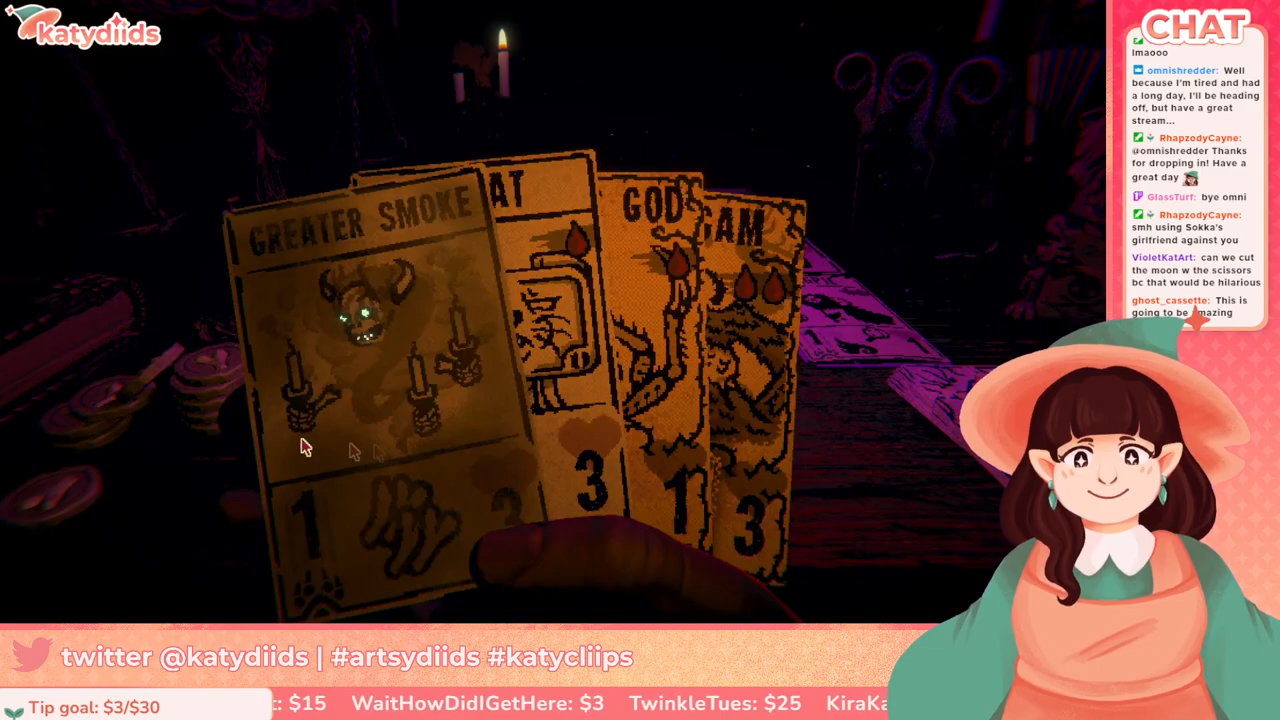 katydiids
CHAT
lmaooo
omnishredder: Well
because I'm tired and had
a long day, I'll be heading
off, but have a great
stream...
RhapzodyCayne:
@omnishredder Thanks
for dropping in! Have a
great day
GlassTurf: bye omni
RhapzodyCayne:
smh using Sokka's
girlfriend against you
VioletKatArt: can we cut
the moon w the scissors
bc that would be hilarious
ghost_cassette: This is
going to be amazing
GREATER SMOKE
AT
GOD
GAM
1
3
1
3
twitter @katydiids | #artsydiids #katycliips
Tip goal: $3/$30
: $15 WaitHowDidIGetHere: $3 TwinkleTues: $25 KiraKa